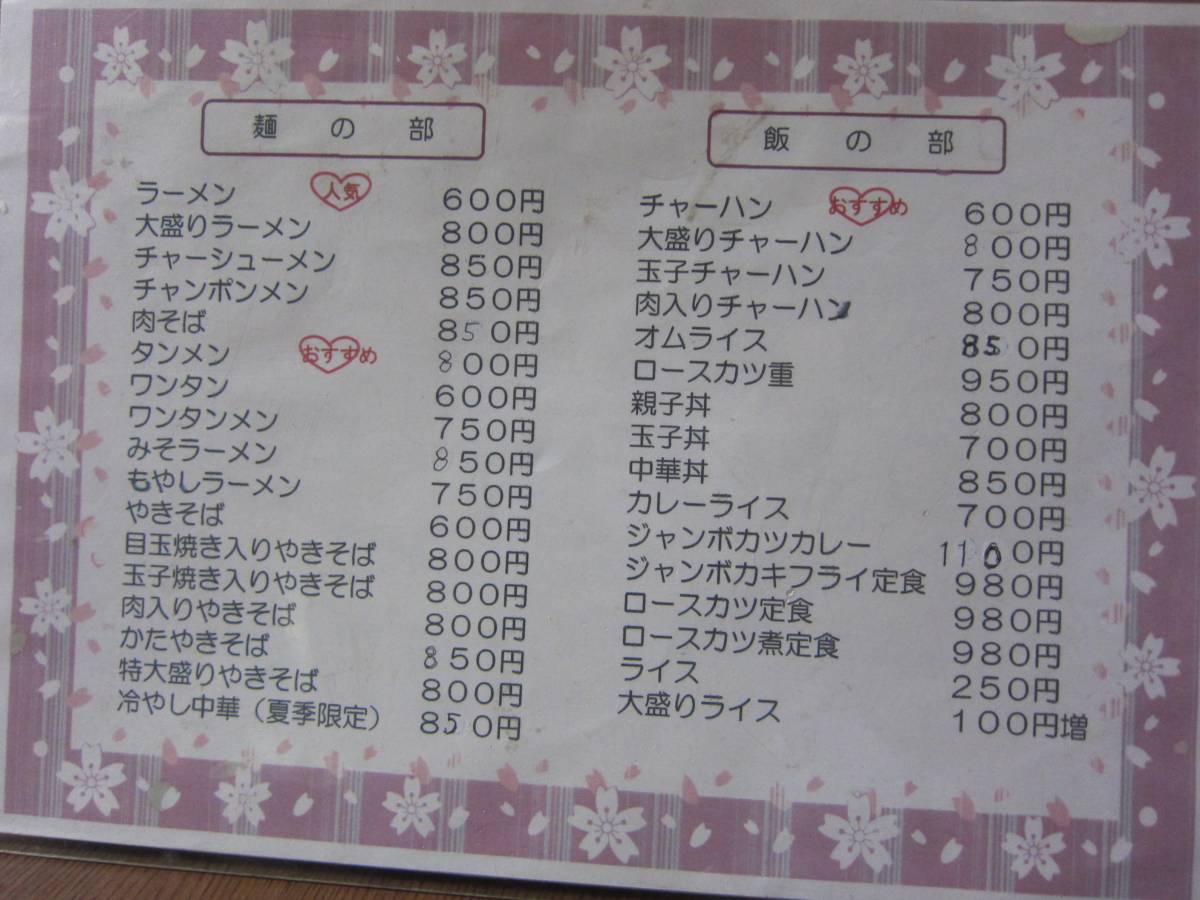 麺の部
ラーメン 人気 600円
大盛りラーメン 800円
チャーシューメン 850円
チャンポンメン 850円
肉そば 850円
タンメン おすすめ 800円
ワンタン 600円
ワンタンメン 750円
みそラーメン 850円
もやしラーメン 750円
やきそば 600円
目玉焼き入りやきそば 800円
玉子焼き入りやきそば 800円
肉入りやきそば 800円
かたやきそば 850円
特大盛りやきそば 800円
冷やし中華（夏季限定） 850円
飯の部
チャーハン おすすめ 600円
大盛りチャーハン 800円
玉子チャーハン 750円
肉入りチャーハン 800円
オムライス 850円
ロースカツ重 950円
親子丼 800円
玉子丼 700円
中華丼 850円
カレーライス 700円
ジャンボカツカレー 1100円
ジャンボカキフライ定食 980円
ロースカツ定食 980円
ロースカツ煮定食 980円
ライス 250円
大盛りライス 100円増